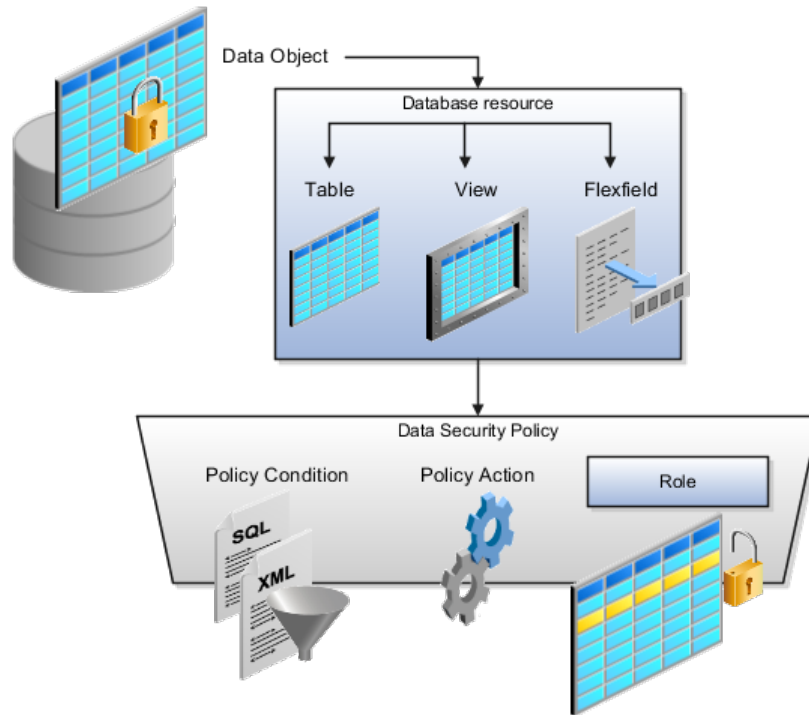 Data Object
Database resource
Table
View
Flexfield
Data Security Policy
Policy Condition
Policy Action
Role
SQL
XML